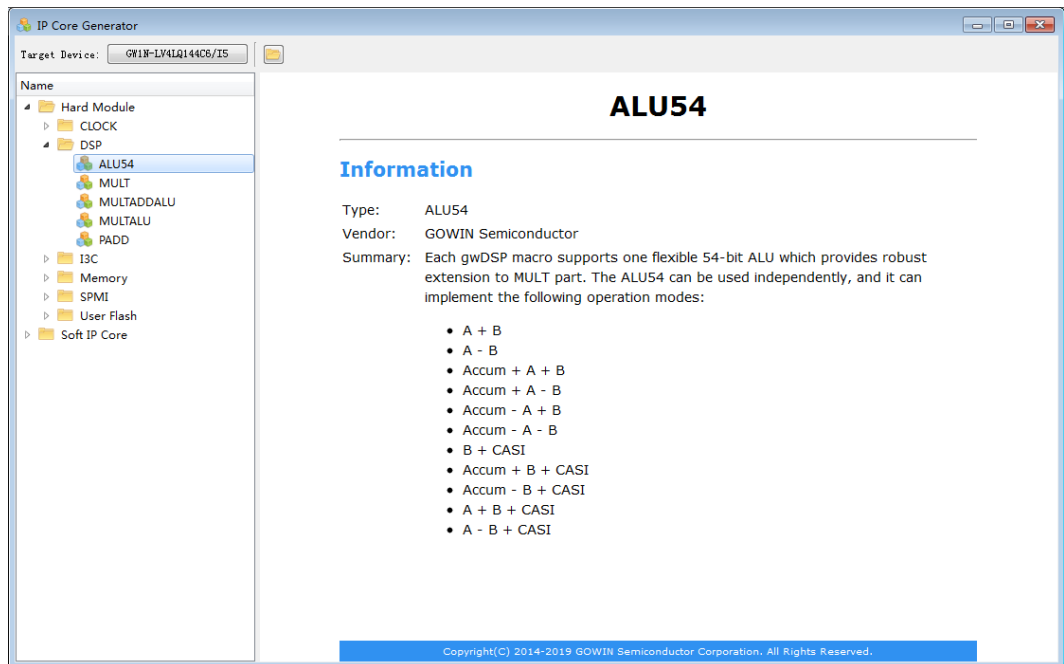 IP Core Generator
Target Device: GW1N-LV4LQ144C6/I5
Name
Hard Module
CLOCK
DSP
ALU54
MULT
MULTADDALU
MULTALU
PADD
I3C
Memory
SPMI
User Flash
Soft IP Core
ALU54
Information
Type: ALU54
Vendor: GOWIN Semiconductor
Summary: Each gwDSP macro supports one flexible 54-bit ALU which provides robust
extension to MULT part. The ALU54 can be used independently, and it can
implement the following operation modes:
• A + B
• A - B
• Accum + A + B
• Accum + A - B
• Accum - A + B
• Accum - A - B
• B + CASI
• Accum + B + CASI
• Accum - B + CASI
• A + B + CASI
• A - B + CASI
Copyright(C) 2014-2019 GOWIN Semiconductor Corporation. All Rights Reserved.